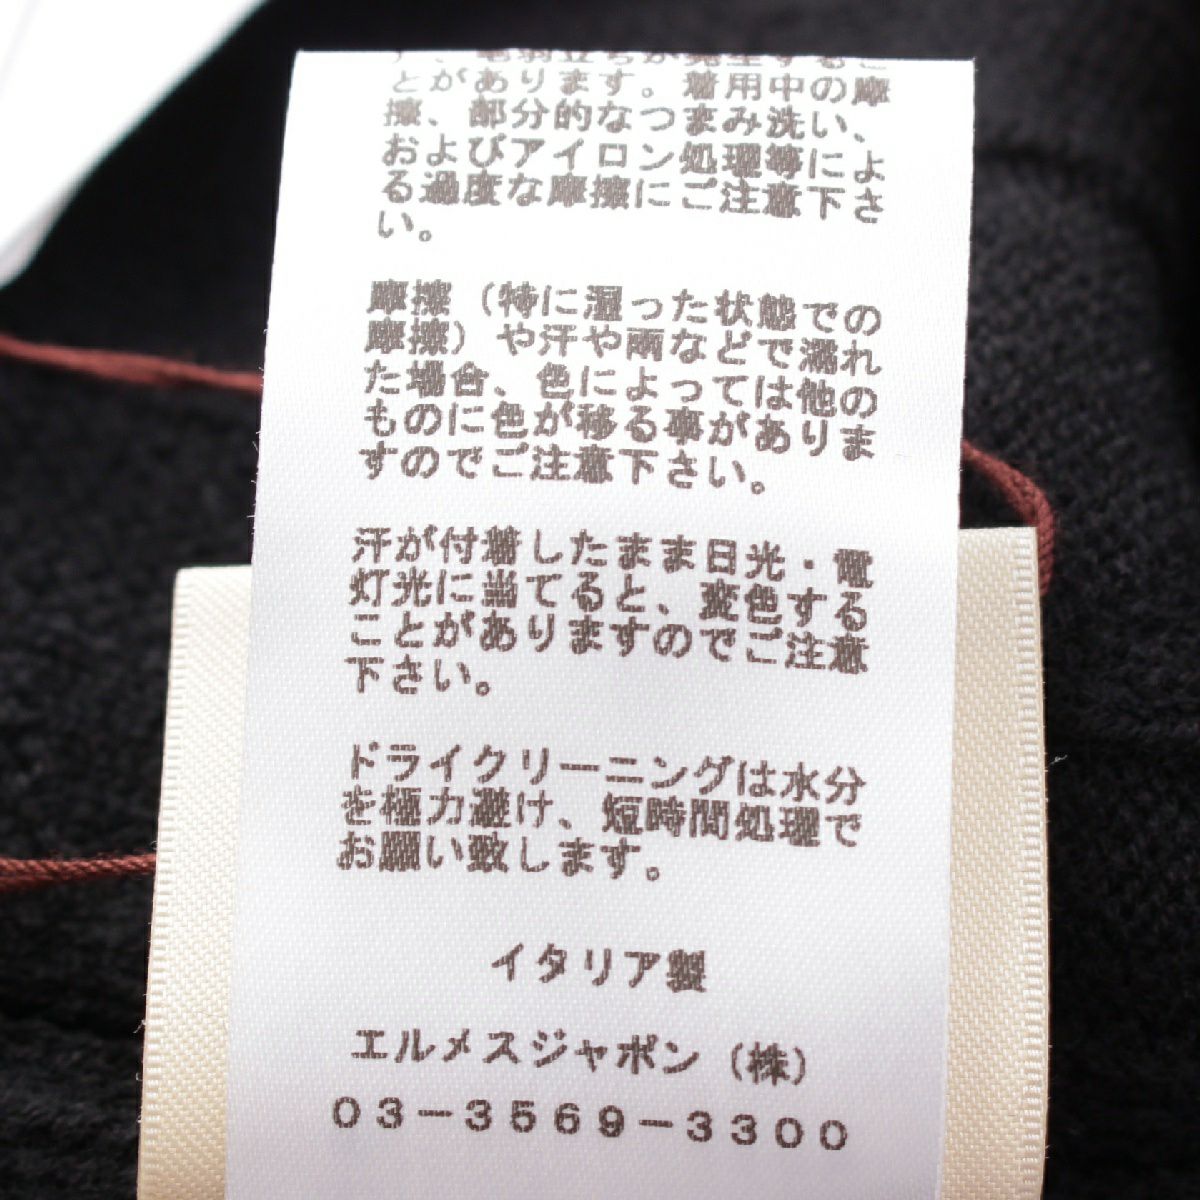 とがあります。着用中の摩
擦、部分的なつまみ洗い、
およびアイロン処理等によ
る過度な摩擦にご注意下さ
い。
摩擦（特に湿った状態での
摩擦）や汗や雨などで濡れ
た場合、色によっては他の
ものに色が移る事がありま
すのでご注意下さい。
汗が付着したまま日光・電
灯光に当てると、変色する
ことがありますのでご注意
下さい。
ドライクリーニングは水分
を極力避け、短時間処理で
お願い致します。
イタリア製
エルメスジャポン（株）
03-3569-3300